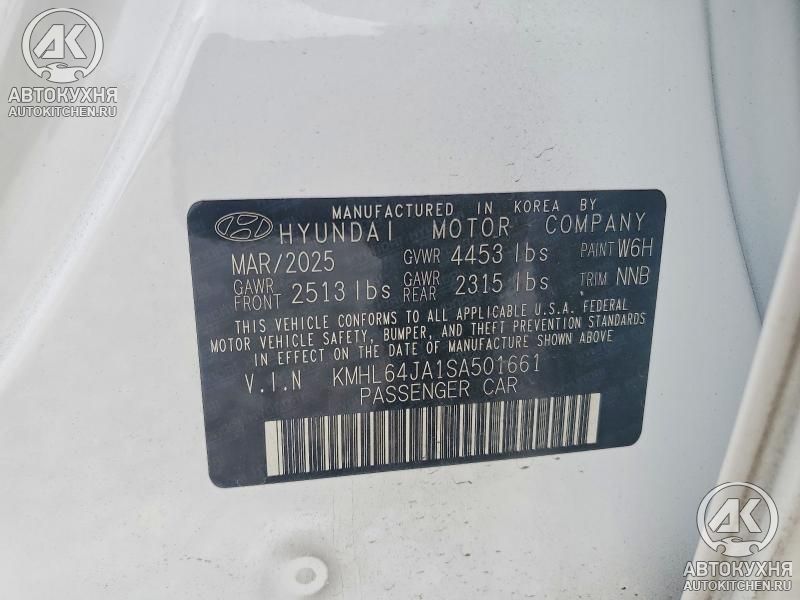 AK
АВТОКУХНЯ
AUTOKITCHEN.RU
MANUFACTURED IN KOREA BY
HYUNDAI MOTOR COMPANY
MAR/2025 GVWR 4453 lbs PAINT W6H
GAWR FRONT 2513 lbs GAWR REAR 2315 lbs TRIM NNB
THIS VEHICLE CONFORMS TO ALL APPLICABLE U.S.A. FEDERAL
MOTOR VEHICLE SAFETY, BUMPER, AND THEFT PREVENTION STANDARDS
IN EFFECT ON THE DATE OF MANUFACTURE SHOWN ABOVE
V.I.N KMHL64JA1SA501661
PASSENGER CAR
AK
АВТОКУХНЯ
AUTOKITCHEN.RU